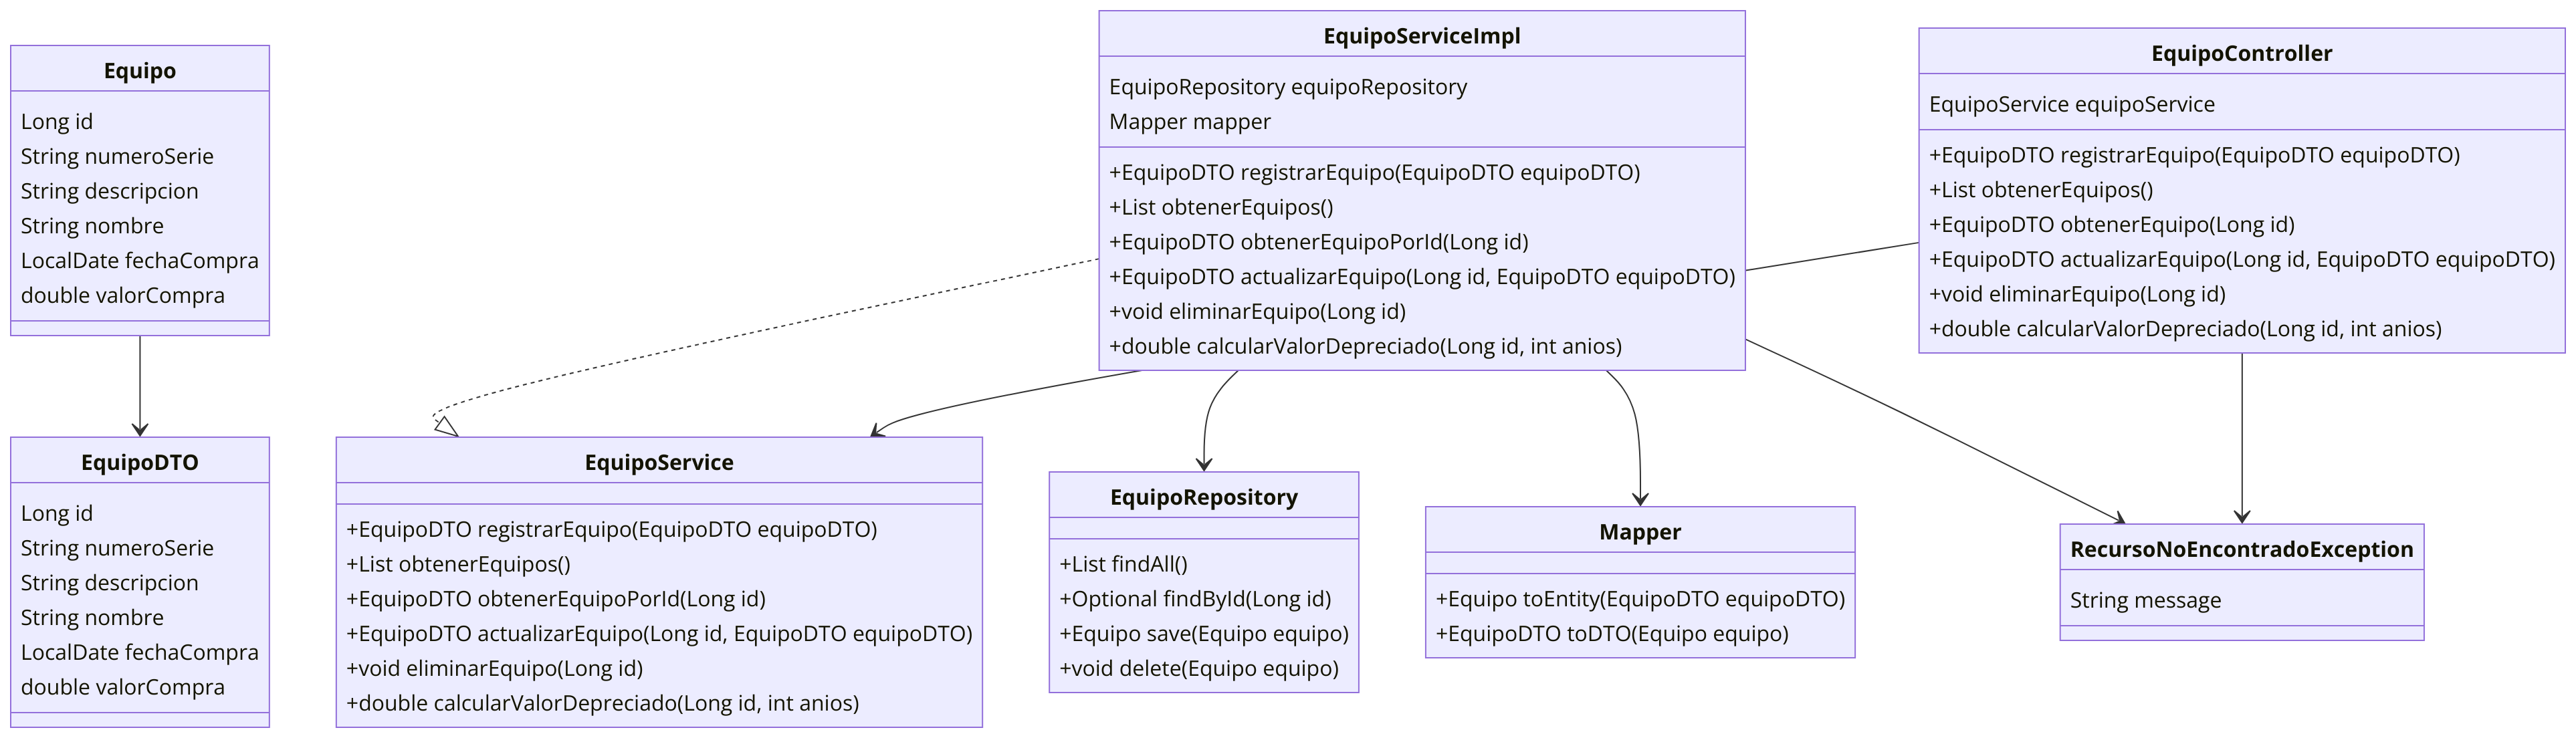 Equipo
Long id
String numeroSerie
String descripcion
String nombre
LocalDate fechaCompra
double valorCompra
EquipoServiceImpl
EquipoRepository equipoRepository
Mapper mapper
+EquipoDTO registrarEquipo(EquipoDTO equipoDTO)
+List obtenerEquipos()
+EquipoDTO obtenerEquipoPorId(Long id)
+EquipoDTO actualizarEquipo(Long id, EquipoDTO equipoDTO)
+void eliminarEquipo(Long id)
+double calcularValorDepreciado(Long id, int anios)
EquipoController
EquipoService equipoService
+EquipoDTO registrarEquipo(EquipoDTO equipoDTO)
+List obtenerEquipos()
+EquipoDTO obtenerEquipo(Long id)
+EquipoDTO actualizarEquipo(Long id, EquipoDTO equipoDTO)
+void eliminarEquipo(Long id)
+double calcularValorDepreciado(Long id, int anios)
EquipoDTO
Long id
String numeroSerie
String descripcion
String nombre
LocalDate fechaCompra
double valorCompra
EquipoService
+EquipoDTO registrarEquipo(EquipoDTO equipoDTO)
+List obtenerEquipos()
+EquipoDTO obtenerEquipoPorId(Long id)
+EquipoDTO actualizarEquipo(Long id, EquipoDTO equipoDTO)
+void eliminarEquipo(Long id)
+double calcularValorDepreciado(Long id, int anios)
EquipoRepository
+List findAll()
+Optional findById(Long id)
+Equipo save(Equipo equipo)
+void delete(Equipo equipo)
Mapper
+Equipo toEntity(EquipoDTO equipoDTO)
+EquipoDTO toDTO(Equipo equipo)
RecursoNoEncontradoException
String message